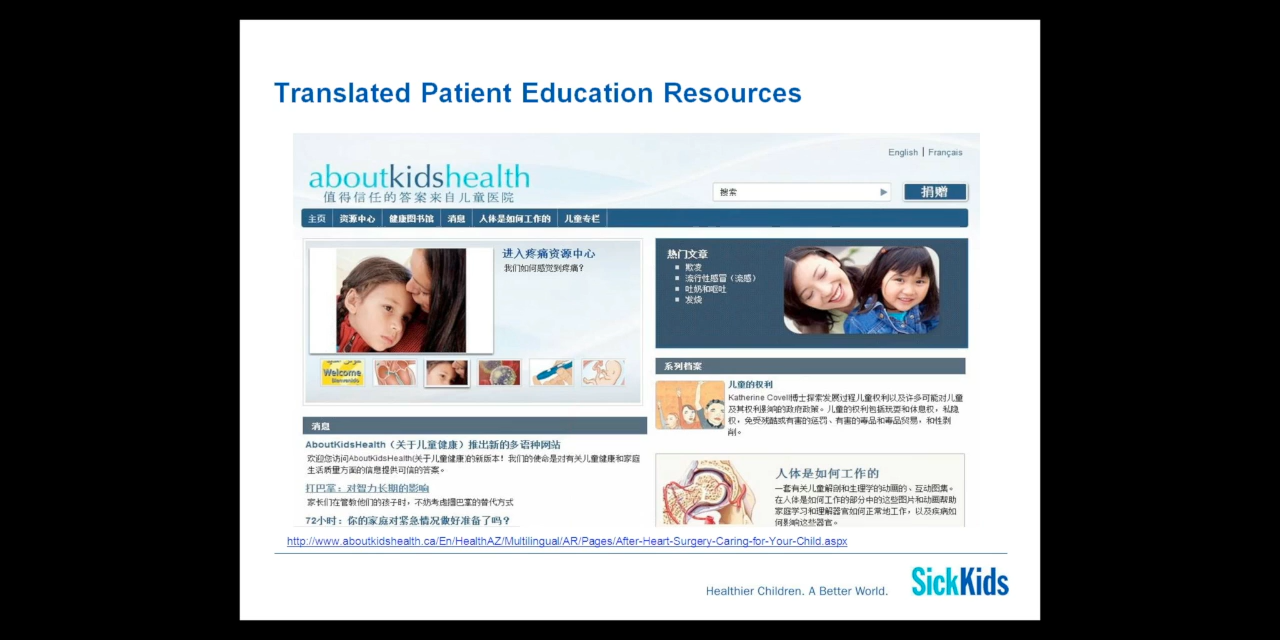 Translated Patient Education Resources
English | Français
aboutkidshealth
值得信任的答案来自儿童医院
搜索
捐赠
主页 资源中心 健康图书馆 消息 人体是如何工作的 儿童专栏
进入疼痛资源中心
我们如何感觉到疼痛?
Welcome
Bienvenido
热门文章
欺凌
流行性感冒（流感）
吐奶和呕吐
发烧
系列档案
儿童的权利
Katherine Covell博士探索发展过程儿童权利以及许多可能对儿童
及其权利影响的政府政策。儿童的权利包括玩耍和休息权，私隐
权，免受残酷或有害的惩罚、有害的毒品和毒品贸易，和性剥
削。
消息
AboutKidsHealth（关于儿童健康）推出新的多语种网站
欢迎您访问AboutKidsHealth(关于儿童健康)的新版本！我们的使命是对有关儿童健康和家庭
生活质量方面的信息提供可信的答案。
打巴掌：对智力长期的影响
家长们在管教他们的孩子时，不妨考虑掴巴掌的替代方式
72小时：你的家庭对紧急情况做好准备了吗？
人体是如何工作的
一套有关儿童解剖和生理学的动画的、互动图集。
在人体是如何工作的部分中的这些图片和动画帮助
家庭学习和理解器官如何正常地工作，以及疾病如
何影响这些器官。
http://www.aboutkidshealth.ca/En/HealthAZ/Multilingual/AR/Pages/After-Heart-Surgery-Caring-for-Your-Child.aspx
Healthier Children. A Better World.
SickKids